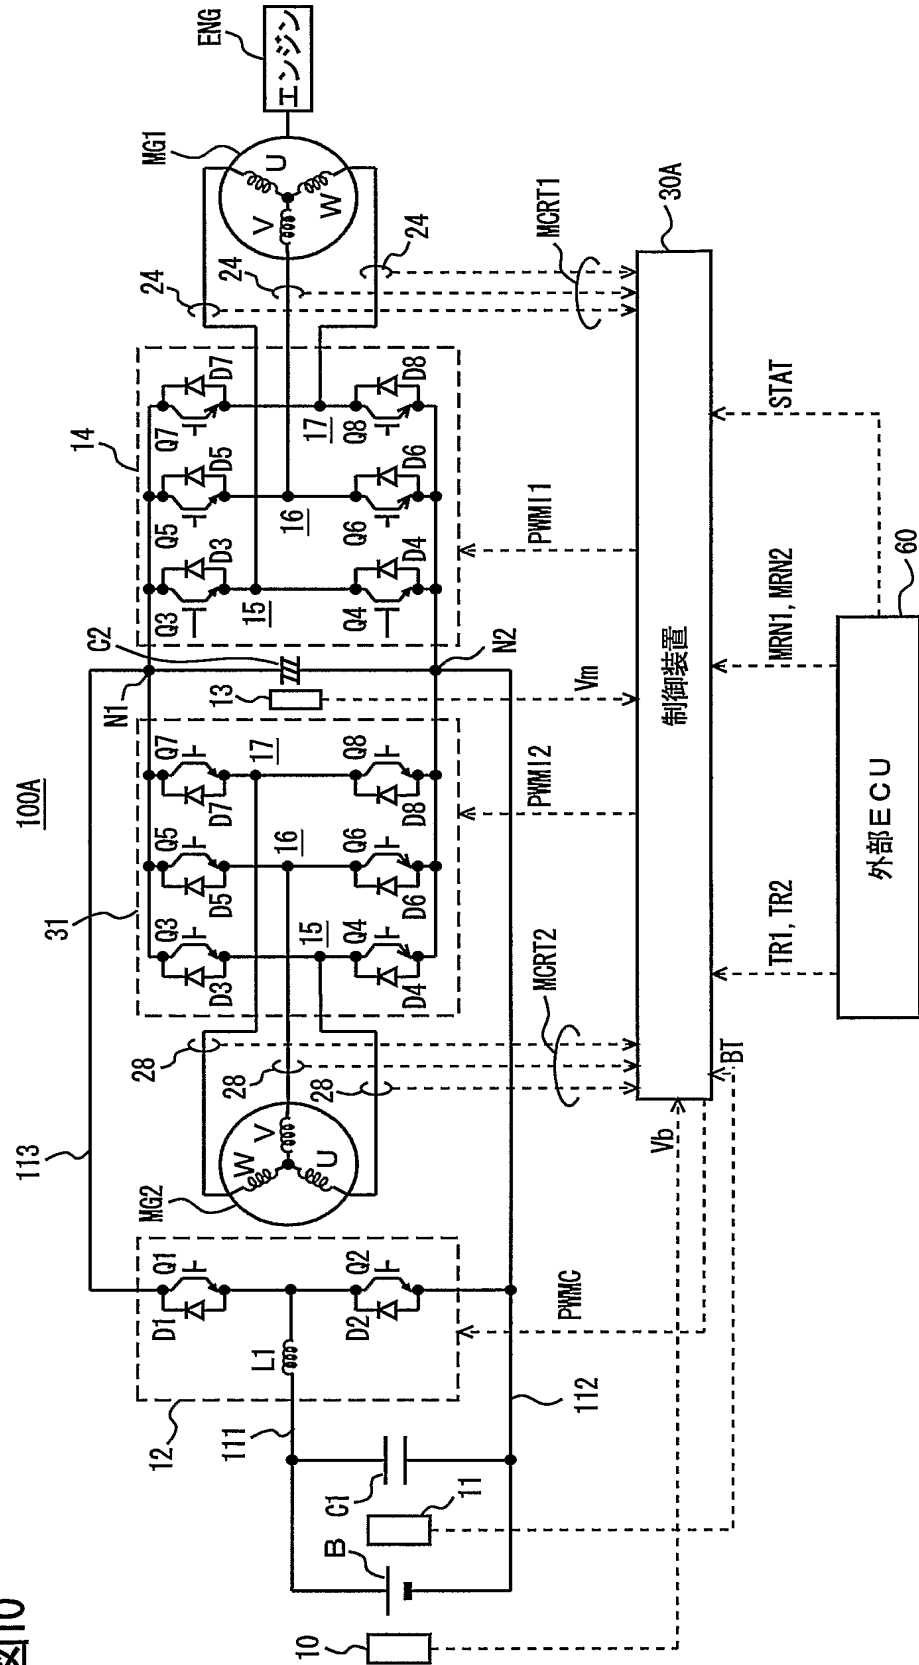 図10
100A
113
31
14
MG1
ENG
エンジン
N1
C2
13
N2
Q3
D3
Q5
D5
Q7
D7
15
16
17
Q4
D4
Q6
D6
Q8
D8
Q3
D3
Q5
D5
Q7
D7
15
16
17
Q4
D4
Q6
D6
Q8
D8
24
24
24
U
V
W
28
28
28
MG2
W
V
U
D1
Q1
D2
Q2
L1
12
111
112
C1
11
B
10
PWMC
MCRT2
PWMI2
Vm
PWMI1
MCRT1
30A
制御装置
Vb
BT
TR1, TR2
MRN1, MRN2
STAT
60
外部ECU